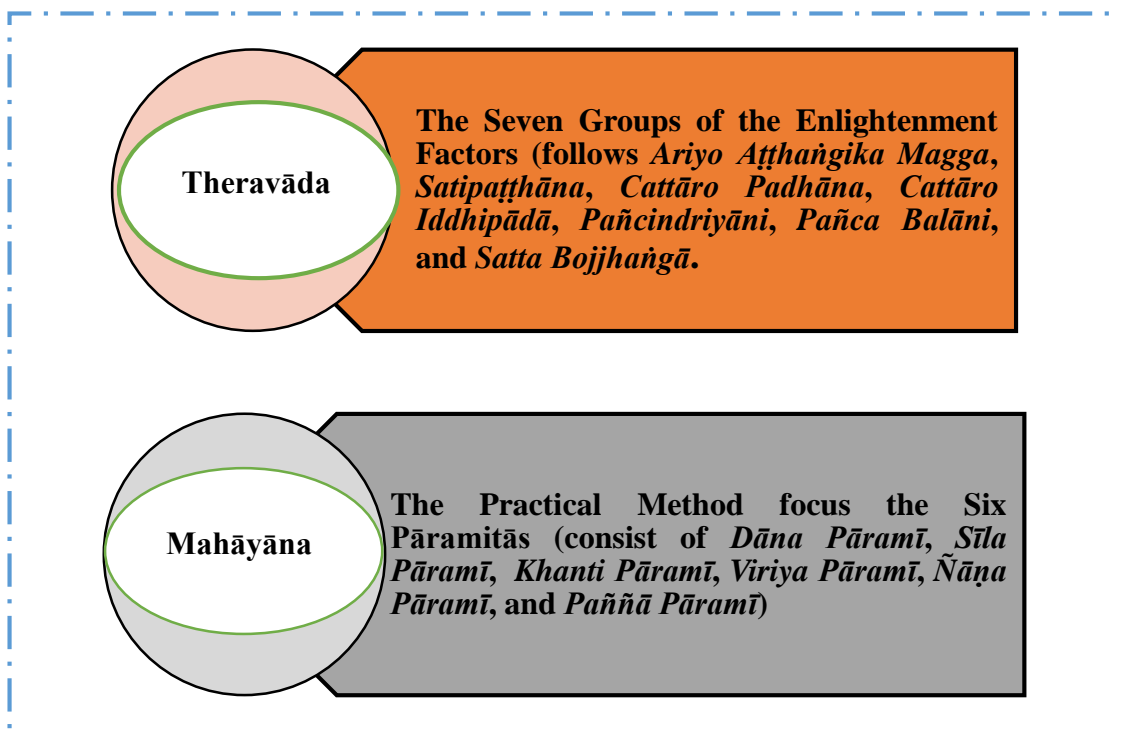 Theravāda
The Seven Groups of the Enlightenment
Factors (follows Ariyo Aṭṭhaṅgika Magga,
Satipaṭṭhāna, Cattāro Padhāna, Cattāro
Iddhipādā, Pañcindriyāni, Pañca Balāni,
and Satta Bojjhaṅgā.
Mahāyāna
The Practical Method focus the Six
Pāramitās (consist of Dāna Pāramī, Sīla
Pāramī, Khanti Pāramī, Viriya Pāramī, Ñāṇa
Pāramī, and Paññā Pāramī)